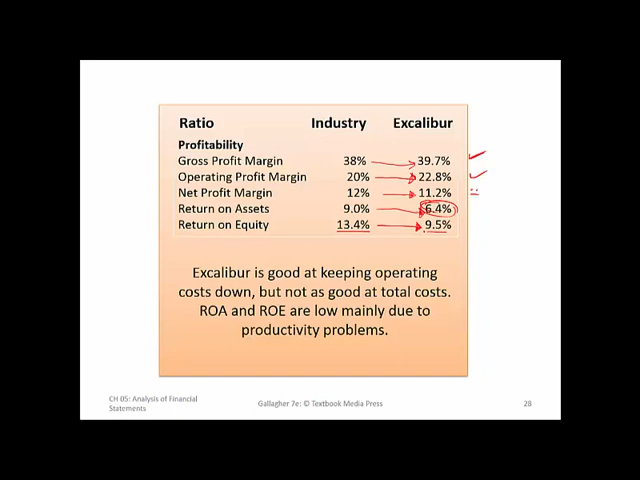 Ratio Industry Excalibur
Profitability
Gross Profit Margin 38% 39.7%
Operating Profit Margin 20% 22.8%
Net Profit Margin 12% 11.2%
Return on Assets 9.0% 6.4%
Return on Equity 13.4% 9.5%
Excalibur is good at keeping operating
costs down, but not as good at total costs.
ROA and ROE are low mainly due to
productivity problems.
CH 05: Analysis of Financial
Statements
Gallagher 7e: © Textbook Media Press
28